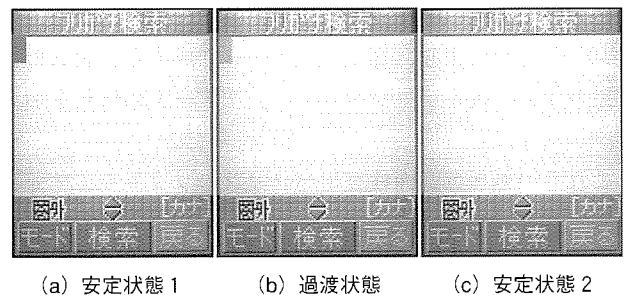 フリガナ検索 フリガナ検索 フリガナ検索
圏外 [カナ] 圏外 [カナ] 圏外 [カナ]
モード 検索 戻る モード 検索 戻る モード 検索 戻る
(a) 安定状態1 (b) 過渡状態 (c) 安定状態2